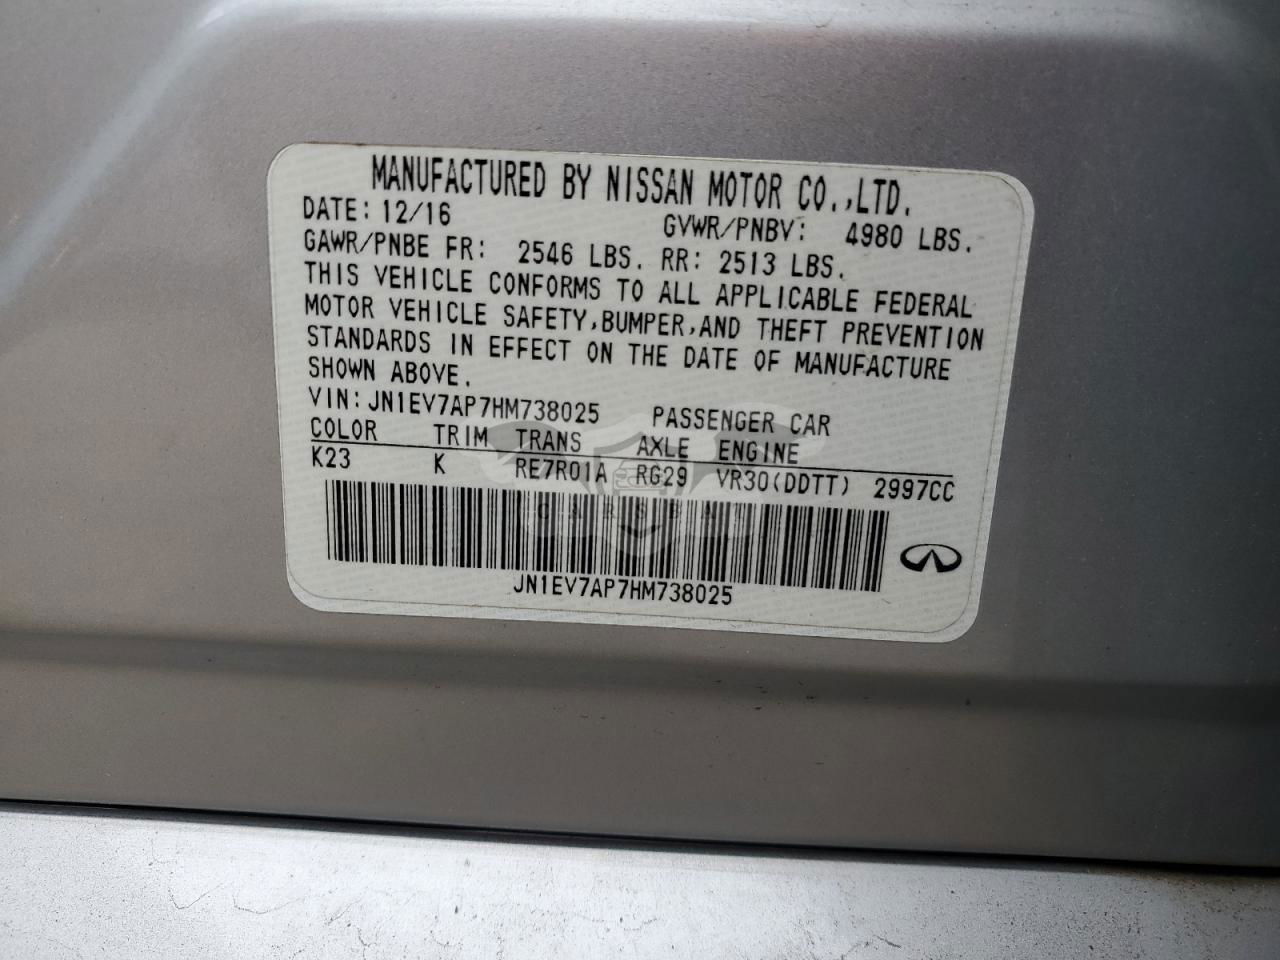 MANUFACTURED BY NISSAN MOTOR CO.,LTD.
DATE: 12/16 GVWR/PNBV: 4980 LBS.
GAWR/PNBE FR: 2546 LBS. RR: 2513 LBS.
THIS VEHICLE CONFORMS TO ALL APPLICABLE FEDERAL
MOTOR VEHICLE SAFETY,BUMPER,AND THEFT PREVENTION
STANDARDS IN EFFECT ON THE DATE OF MANUFACTURE
SHOWN ABOVE.
VIN:JN1EV7AP7HM738025 PASSENGER CAR
COLOR TRIM TRANS AXLE ENGINE
K23 K RE7R01A RG29 VR30(DDTT) 2997CC
JN1EV7AP7HM738025